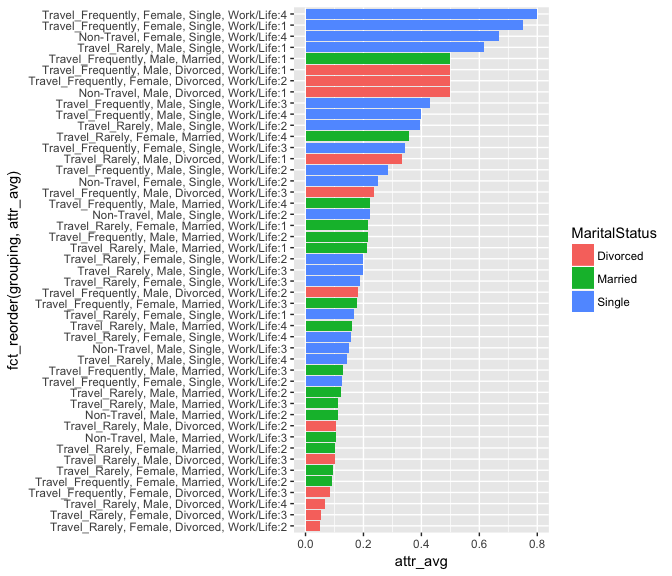 Travel_Frequently, Female, Single, Work/Life:4
Travel_Frequently, Female, Single, Work/Life:1
Non-Travel, Female, Single, Work/Life:4
Travel_Rarely, Male, Single, Work/Life:1
Travel_Frequently, Male, Married, Work/Life:1
Travel_Frequently, Male, Divorced, Work/Life:1
Travel_Frequently, Female, Divorced, Work/Life:2
Non-Travel, Male, Divorced, Work/Life:1
Travel_Frequently, Male, Single, Work/Life:3
Travel_Frequently, Male, Single, Work/Life:4
Travel_Rarely, Male, Single, Work/Life:2
Travel_Rarely, Female, Married, Work/Life:4
Travel_Frequently, Female, Single, Work/Life:3
Travel_Rarely, Male, Divorced, Work/Life:1
Travel_Frequently, Male, Single, Work/Life:2
Non-Travel, Female, Single, Work/Life:2
Travel_Frequently, Male, Divorced, Work/Life:3
Travel_Frequently, Male, Married, Work/Life:4
Non-Travel, Male, Single, Work/Life:2
Travel_Rarely, Female, Married, Work/Life:1
Travel_Frequently, Male, Married, Work/Life:2
Travel_Rarely, Male, Married, Work/Life:1
Travel_Rarely, Female, Single, Work/Life:2
Travel_Rarely, Male, Single, Work/Life:3
Travel_Rarely, Female, Single, Work/Life:3
Travel_Frequently, Male, Divorced, Work/Life:2
Travel_Frequently, Female, Married, Work/Life:3
Travel_Rarely, Female, Single, Work/Life:1
Travel_Rarely, Male, Married, Work/Life:4
Travel_Rarely, Female, Single, Work/Life:4
Non-Travel, Male, Single, Work/Life:3
Travel_Rarely, Male, Single, Work/Life:4
Travel_Frequently, Male, Married, Work/Life:3
Travel_Frequently, Female, Single, Work/Life:2
Travel_Rarely, Male, Married, Work/Life:2
Travel_Rarely, Male, Married, Work/Life:3
Non-Travel, Male, Married, Work/Life:2
Travel_Rarely, Male, Divorced, Work/Life:2
Non-Travel, Male, Married, Work/Life:3
Travel_Rarely, Female, Married, Work/Life:2
Travel_Rarely, Male, Divorced, Work/Life:3
Travel_Rarely, Female, Married, Work/Life:3
Travel_Frequently, Female, Married, Work/Life:2
Travel_Frequently, Female, Divorced, Work/Life:3
Travel_Rarely, Male, Divorced, Work/Life:4
Travel_Rarely, Female, Divorced, Work/Life:3
Travel_Rarely, Female, Divorced, Work/Life:2
fct_reorder(grouping, attr_avg)
0.0 0.2 0.4 0.6 0.8
attr_avg
MaritalStatus
Divorced
Married
Single